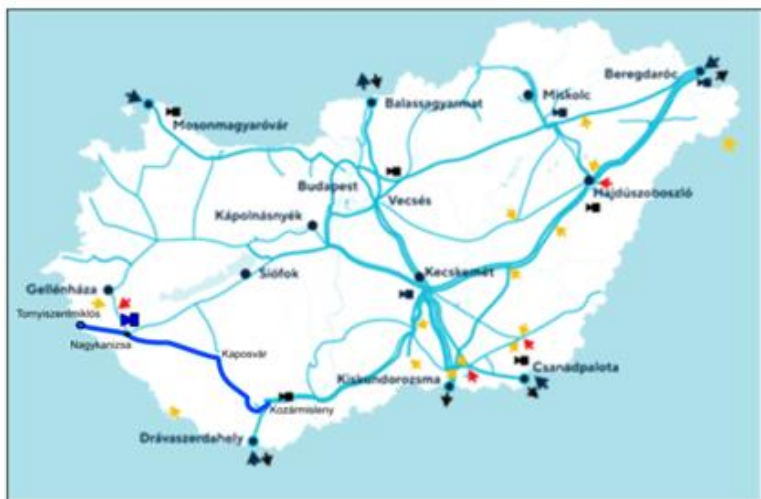 Beregdaróc
Miskolc
Balassagyarmat
Mosonmagyaróvár
Budapest
Vecsés
Hajdúszoboszló
Kápolnásnyék
Siófok
Kecskemét
Gellénháza
Tornyiszentmiklós
Nagykanizsa
Kaposvár
Kiskundorozsma
Csanádpalota
Kozármisleny
Drávaszerdahely